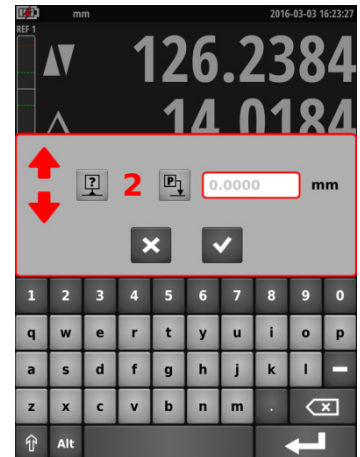 mm 2016-03-03 16:23:27
REF 1
126.2384
14.0184
? 2 P 0.0000 mm
1 2 3 4 5 6 7 8 9 0
q w e r t y u i o p
a s d f g h j k l -
z x c v b n m .
Alt